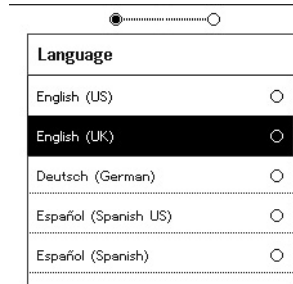 Language
English (US)
English (UK)
Deutsch (German)
Español (Spanish US)
Español (Spanish)